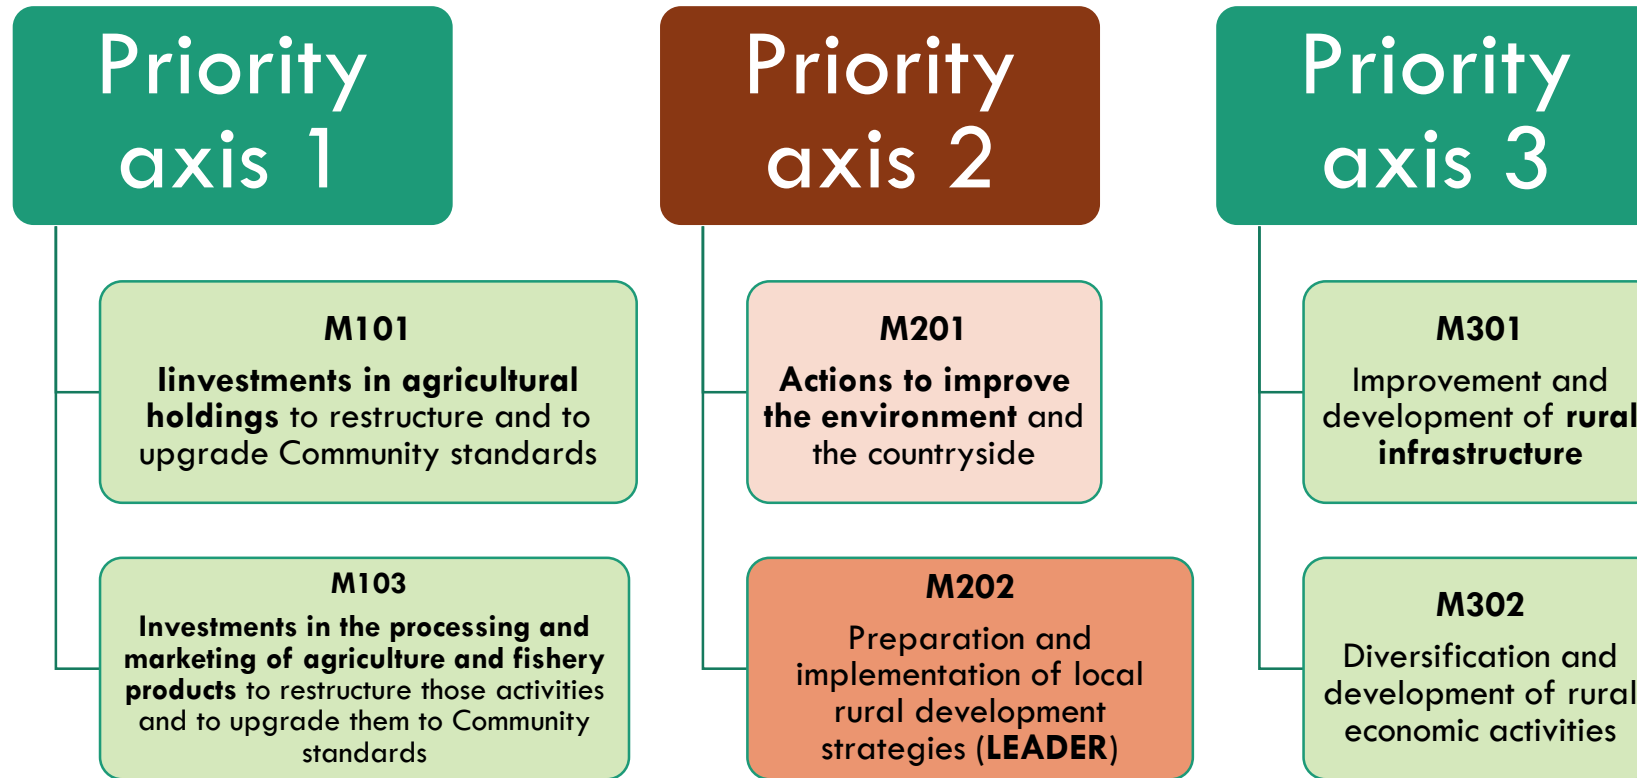 Priority
axis 1
M101
Iinvestments in agricultural
holdings to restructure and to
upgrade Community standards
M103
Investments in the processing and
marketing of agriculture and fishery
products to restructure those activities
and to upgrade them to Community
standards
Priority
axis 2
M201
Actions to improve
the environment and
the countryside
M202
Preparation and
implementation of local
rural development
strategies (LEADER)
Priority
axis 3
M301
Improvement and
development of rural
infrastructure
M302
Diversification and
development of rural
economic activities